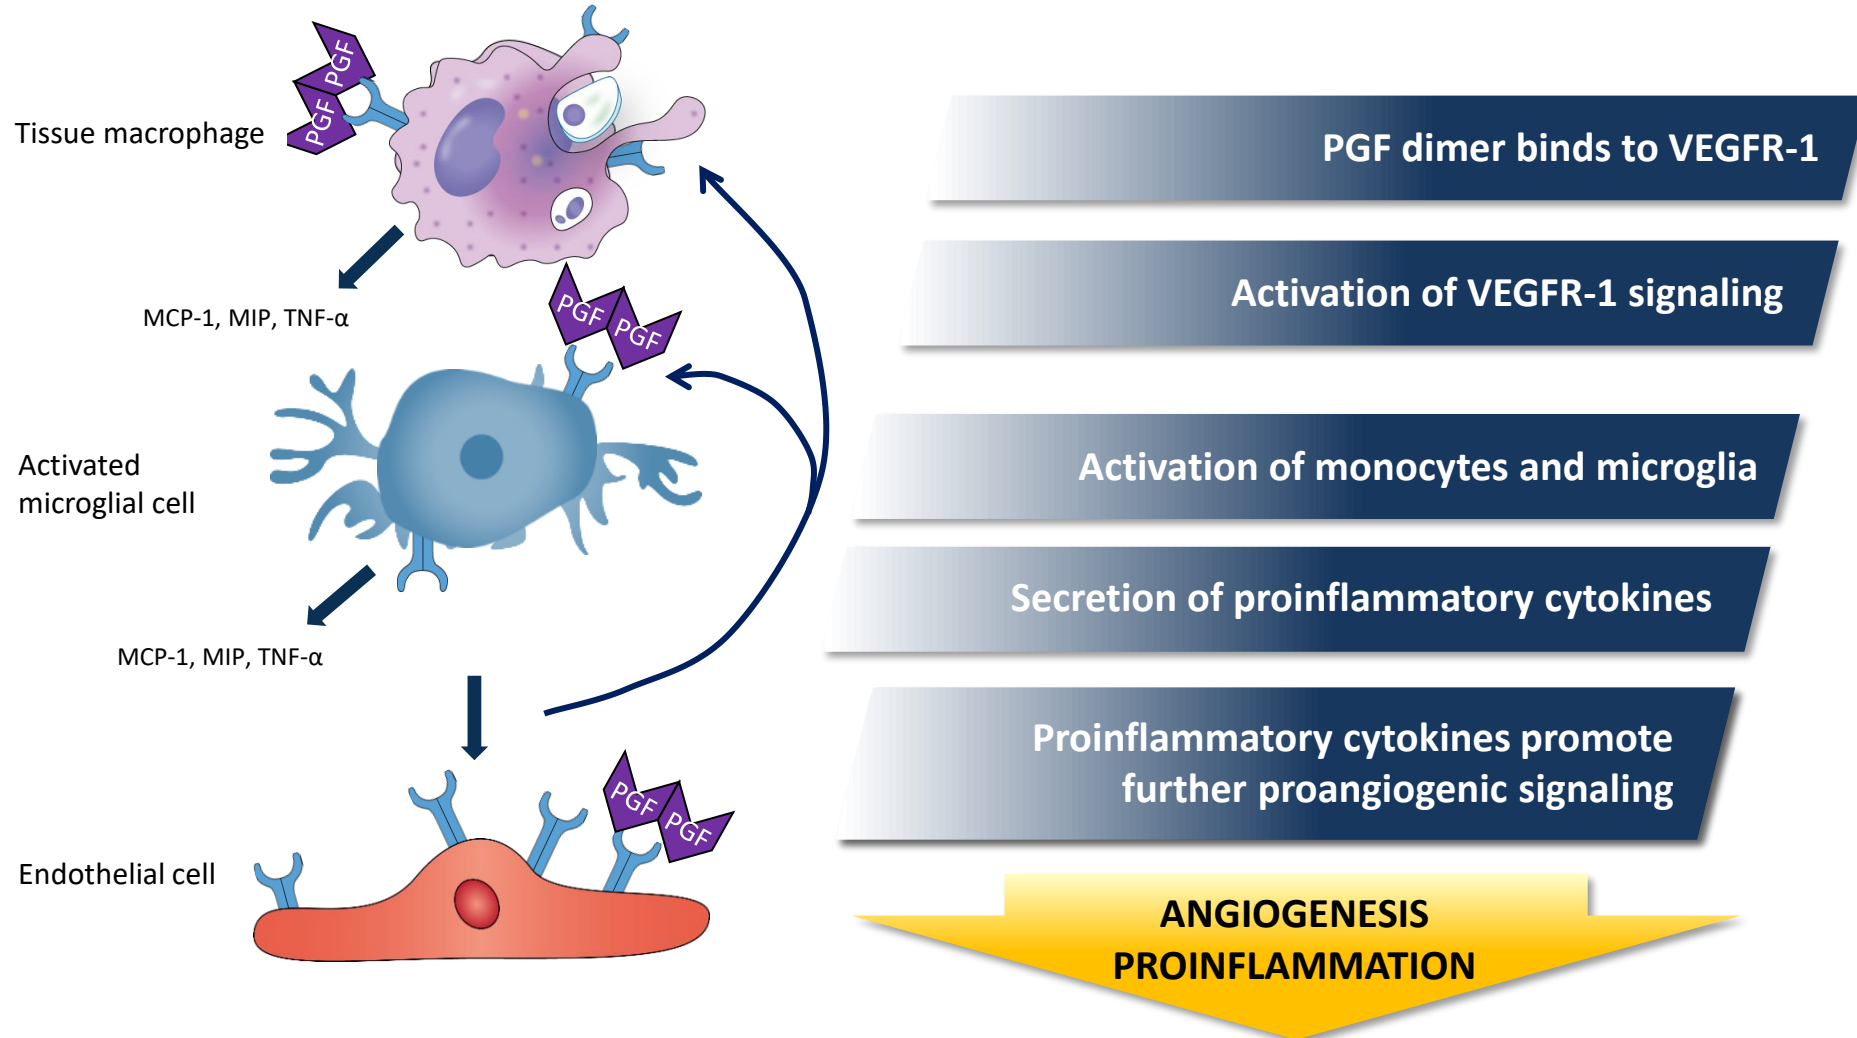 PGF
PGF
Tissue macrophage
MCP-1, MIP, TNF-α
PGF
PGF
Activated
microglial cell
MCP-1, MIP, TNF-α
PGF
PGF
Endothelial cell
PGF dimer binds to VEGFR-1
Activation of VEGFR-1 signaling
Activation of monocytes and microglia
Secretion of proinflammatory cytokines
Proinflammatory cytokines promote
further proangiogenic signaling
ANGIOGENESIS
PROINFLAMMATION